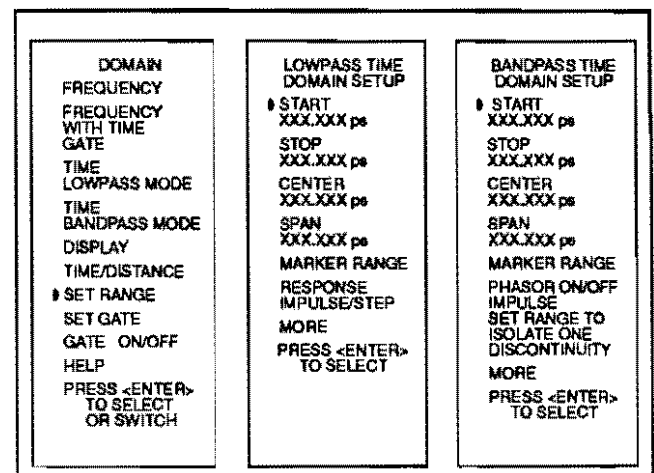 DOMAIN
FREQUENCY
FREQUENCY
WITH TIME
GATE
TIME
LOWPASS MODE
TIME
BANDPASS MODE
DISPLAY
TIME/DISTANCE
SET RANGE
SET GATE
GATE ON/OFF
HELP
PRESS <ENTER>
TO SELECT
OR SWITCH
LOWPASS TIME
DOMAIN SETUP
START
XXX.XXX ps
STOP
XXX.XXX ps
CENTER
XXX.XXX ps
SPAN
XXX.XXX ps
MARKER RANGE
RESPONSE
IMPULSE/STEP
MORE
PRESS <ENTER>
TO SELECT
BANDPASS TIME
DOMAIN SETUP
START
XXX.XXX ps
STOP
XXX.XXX ps
CENTER
XXX.XXX ps
SPAN
XXX.XXX ps
MARKER RANGE
PHASOR ON/OFF
IMPULSE
SET RANGE TO
ISOLATE ONE
DISCONTINUITY
MORE
PRESS <ENTER>
TO SELECT